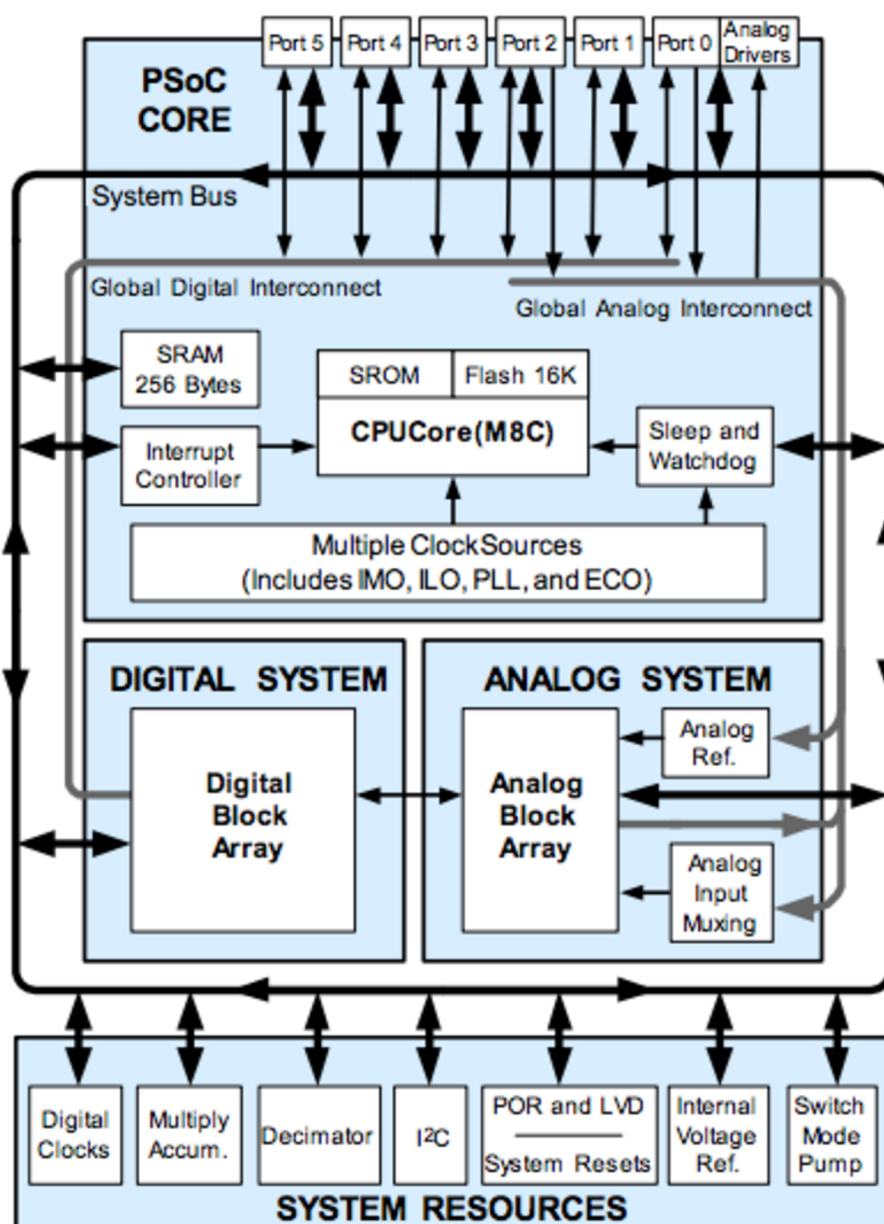 Port 5
Port 4
Port 3
Port 2
Port 1
Port 0
Analog
Drivers
PSoC
CORE
System Bus
Global Digital Interconnect
Global Analog Interconnect
SRAM
256 Bytes
SROM
Flash 16K
CPUCore(M8C)
Interrupt
Controller
Sleep and
Watchdog
Multiple ClockSources
(Includes IMO, ILO, PLL, and ECO)
DIGITAL SYSTEM
Digital
Block
Array
ANALOG SYSTEM
Analog
Block
Array
Analog
Ref.
Analog
Input
Muxing
Digital
Clocks
Multiply
Accum.
Decimator
I²C
POR and LVD
System Resets
Internal
Voltage
Ref.
Switch
Mode
Pump
SYSTEM RESOURCES